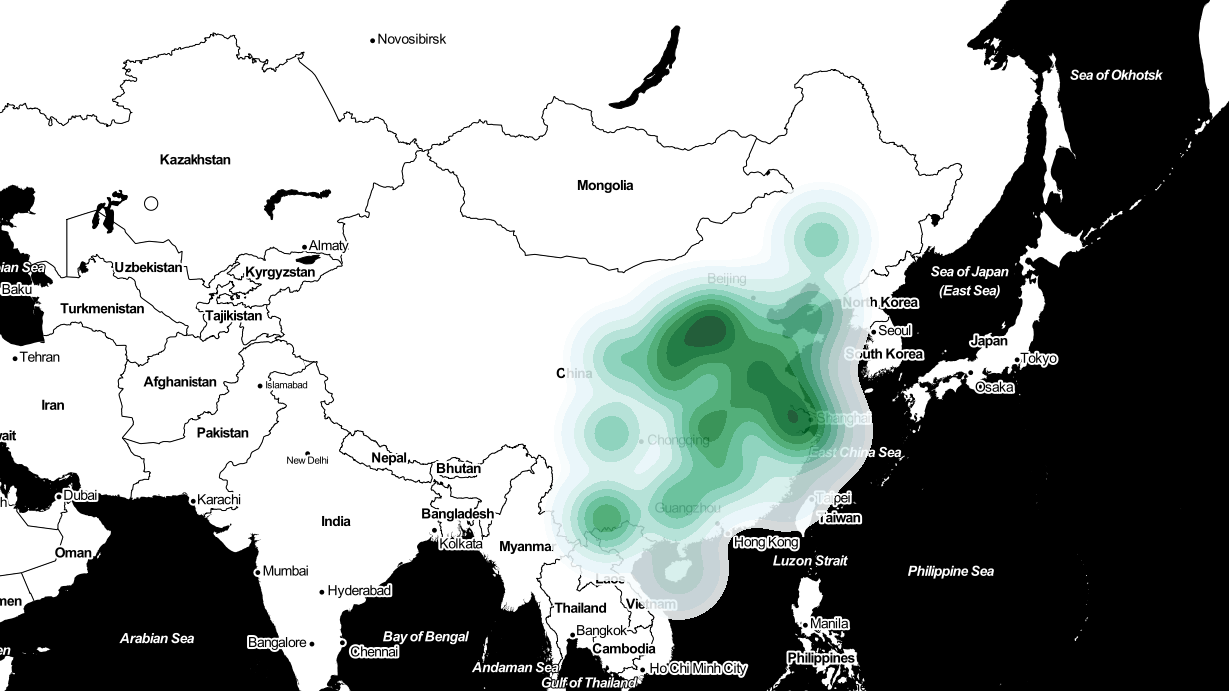 Novosibirsk
Sea of Okhotsk
Kazakhstan
Mongolia
Almaty
Uzbekistan
Kyrgyzstan
ian Sea
Baku
Turkmenistan
Tajikistan
Beijing
North Korea
Sea of Japan
(East Sea)
Seoul
South Korea
Japan
Tokyo
Osaka
Tehran
Iran
Afghanistan
Islamabad
China
Pakistan
Shanghai
Chongqing
East China Sea
wait
New Delhi
Nepal
Bhutan
Dubai
Karachi
India
Bangladesh
Kolkata
Guangzhou
Taipei
Taiwan
Oman
Myanma
Hong Kong
Luzon Strait
Philippine Sea
Mumbai
Laos
Hyderabad
men
Thailand
Vietnam
Manila
Arabian Sea
Bay of Bengal
Bangkok
Bangalore
Chennai
Cambodia
Philippines
Andaman Sea
Ho Chi Minh City
Gulf of Thailand